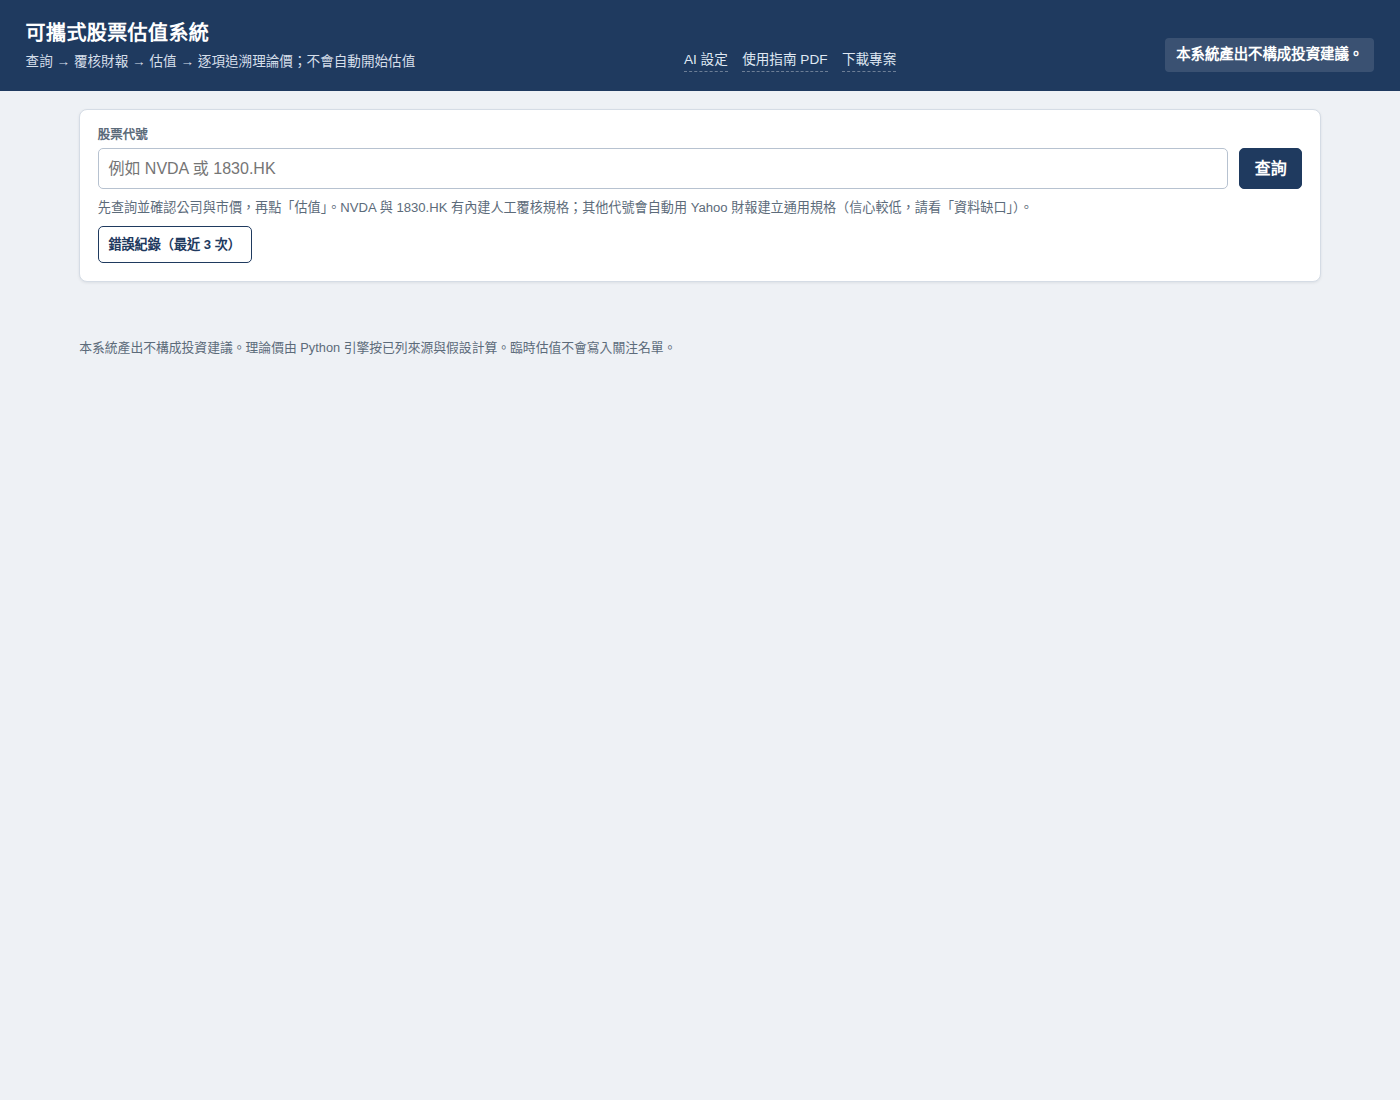 可攜式股票估值系統
查詢 → 覆核財報 → 估值 → 逐項追溯理論價；不會自動開始估值
AI 設定 使用指南 PDF 下載專案
本系統產出不構成投資建議。
股票代號
例如 NVDA 或 1830.HK
查詢
先查詢並確認公司與市價，再點「估值」。NVDA 與 1830.HK 有內建人工覆核規格；其他代號會自動用 Yahoo 財報建立通用規格（信心較低，請看「資料缺口」）。
錯誤紀錄（最近 3 次）
本系統產出不構成投資建議。理論價由 Python 引擎按已列來源與假設計算。臨時估值不會寫入關注名單。